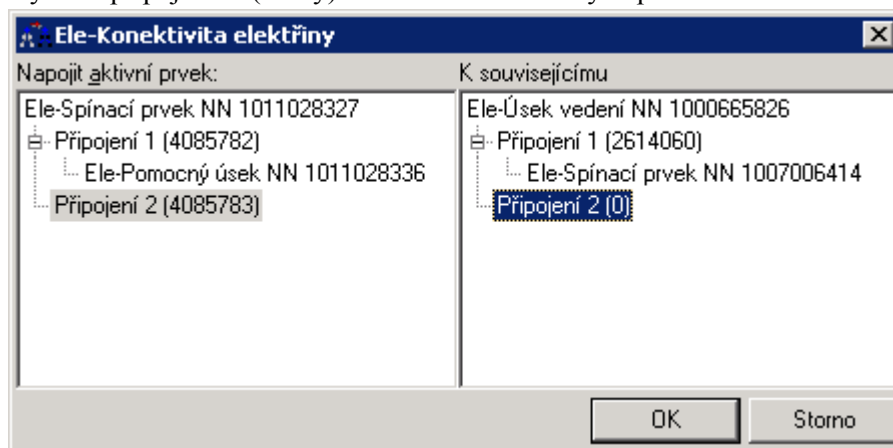 Ele-Konektivita elektřiny
Napojit aktivní prvek:
Ele-Spínací prvek NN 1011028327
Připojení 1 (4085782)
Ele-Pomocný úsek NN 1011028336
Připojení 2 (4085783)
K souvisejícímu
Ele-Úsek vedení NN 1000665826
Připojení 1 (2614060)
Ele-Spínací prvek NN 1007006414
Připojení 2 (0)
OK
Storno